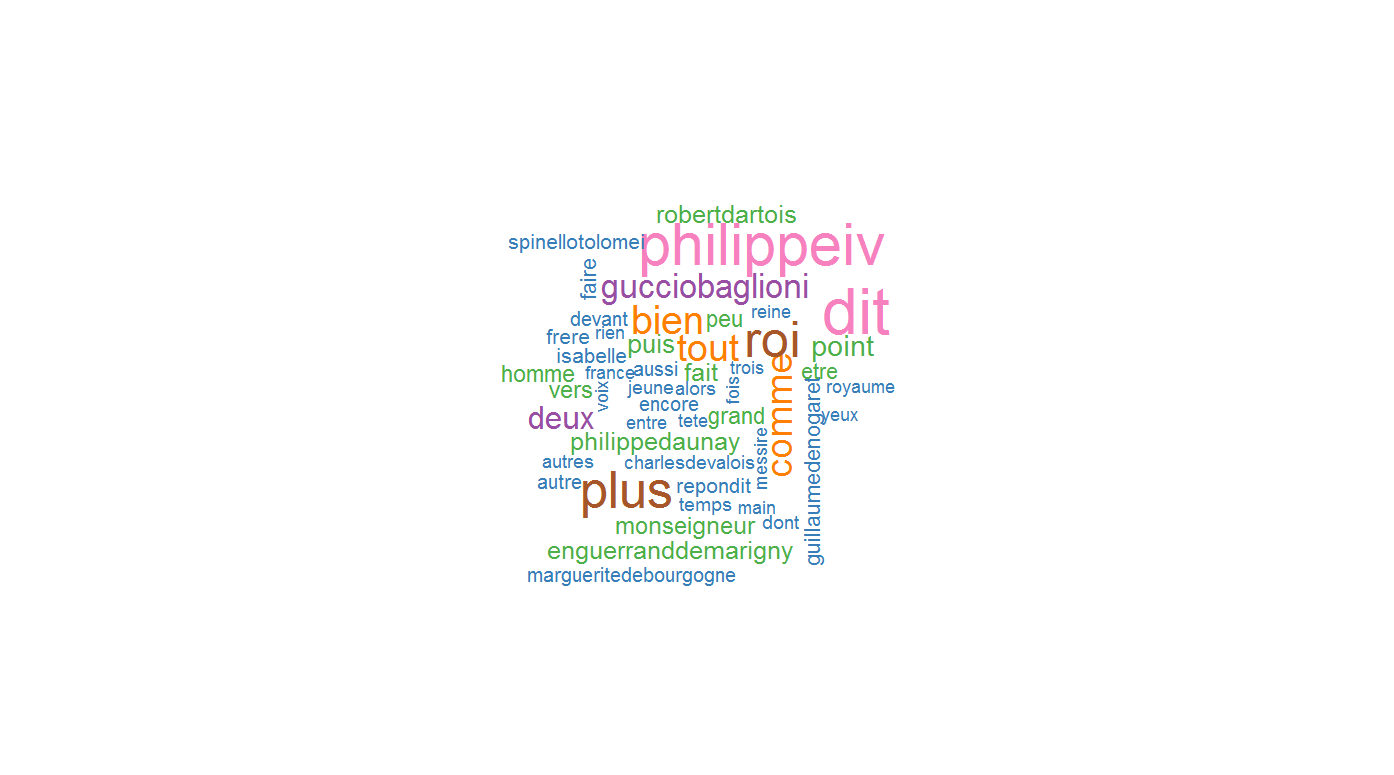 robertdartois
philippeiv
spinellotolomei
faire
gucciobaglioni
dit
devant
bien
peu
reine
frere
rien
puis
tout
roi
point
isabelle
homme
france
aussi
fait
trois
etre
vers
voix
jeune
alors
fois
comme
royaume
encore
deux
entre
tete
grand
yeux
philippedaunay
messire
guillaumedenogaret
autres
charlesdevalois
autre
plus
repondit
temps
main
monseigneur
dont
enguerranddemarigny
margueritedebourgogne